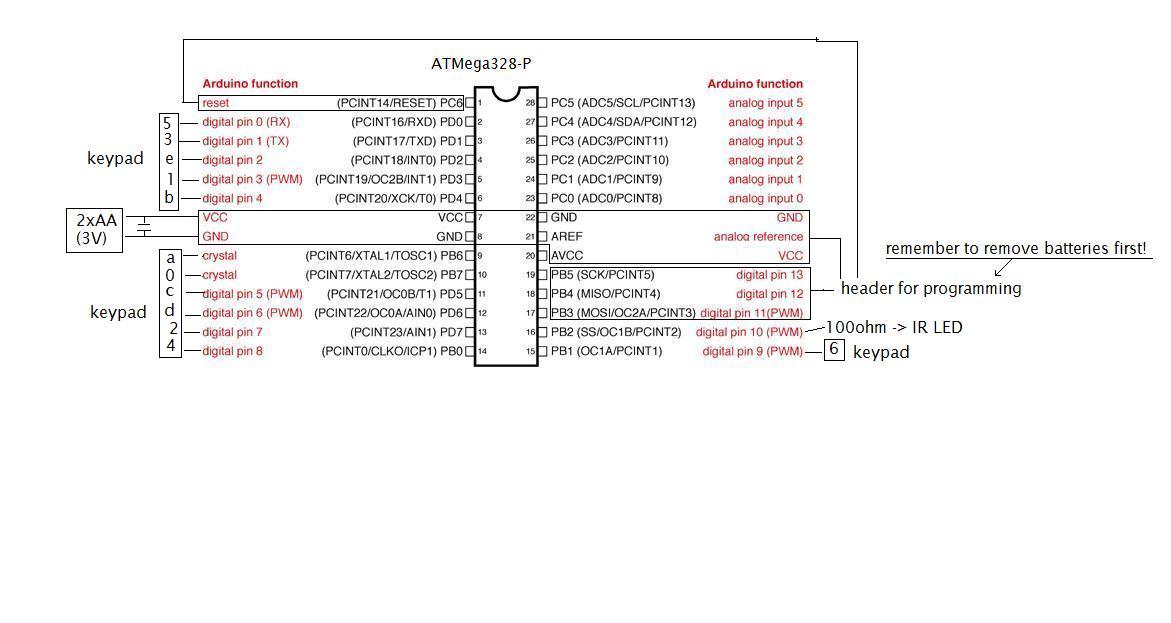 ATMega328-P
Arduino function Arduino function
reset (PCINT14/RESET) PC6 1 28 PC5 (ADC5/SCL/PCINT13) analog input 5
5 digital pin 0 (RX) (PCINT16/RXD) PD0 2 27 PC4 (ADC4/SDA/PCINT12) analog input 4
3 digital pin 1 (TX) (PCINT17/TXD) PD1 3 26 PC3 (ADC3/PCINT11) analog input 3
keypad e digital pin 2 (PCINT18/INT0) PD2 4 25 PC2 (ADC2/PCINT10) analog input 2
1 digital pin 3 (PWM) (PCINT19/OC2B/INT1) PD3 5 24 PC1 (ADC1/PCINT9) analog input 1
b digital pin 4 (PCINT20/XCK/T0) PD4 6 23 PC0 (ADC0/PCINT8) analog input 0
2xAA VCC VCC 7 22 GND GND
(3V) GND GND 8 21 AREF analog reference
remember to remove batteries first!
a crystal (PCINT6/XTAL1/TOSC1) PB6 9 20 AVCC VCC
0 crystal (PCINT7/XTAL2/TOSC2) PB7 10 19 PB5 (SCK/PCINT5) digital pin 13
header for programming
c digital pin 5 (PWM) (PCINT21/OC0B/T1) PD5 11 18 PB4 (MISO/PCINT4) digital pin 12
keypad d digital pin 6 (PWM) (PCINT22/OC0A/AIN0) PD6 12 17 PB3 (MOSI/OC2A/PCINT3) digital pin 11(PWM)
2 digital pin 7 (PCINT23/AIN1) PD7 13 16 PB2 (SS/OC1B/PCINT2) digital pin 10 (PWM) 100ohm -> IR LED
4 digital pin 8 (PCINT0/CLKO/ICP1) PB0 14 15 PB1 (OC1A/PCINT1) digital pin 9 (PWM) 6 keypad